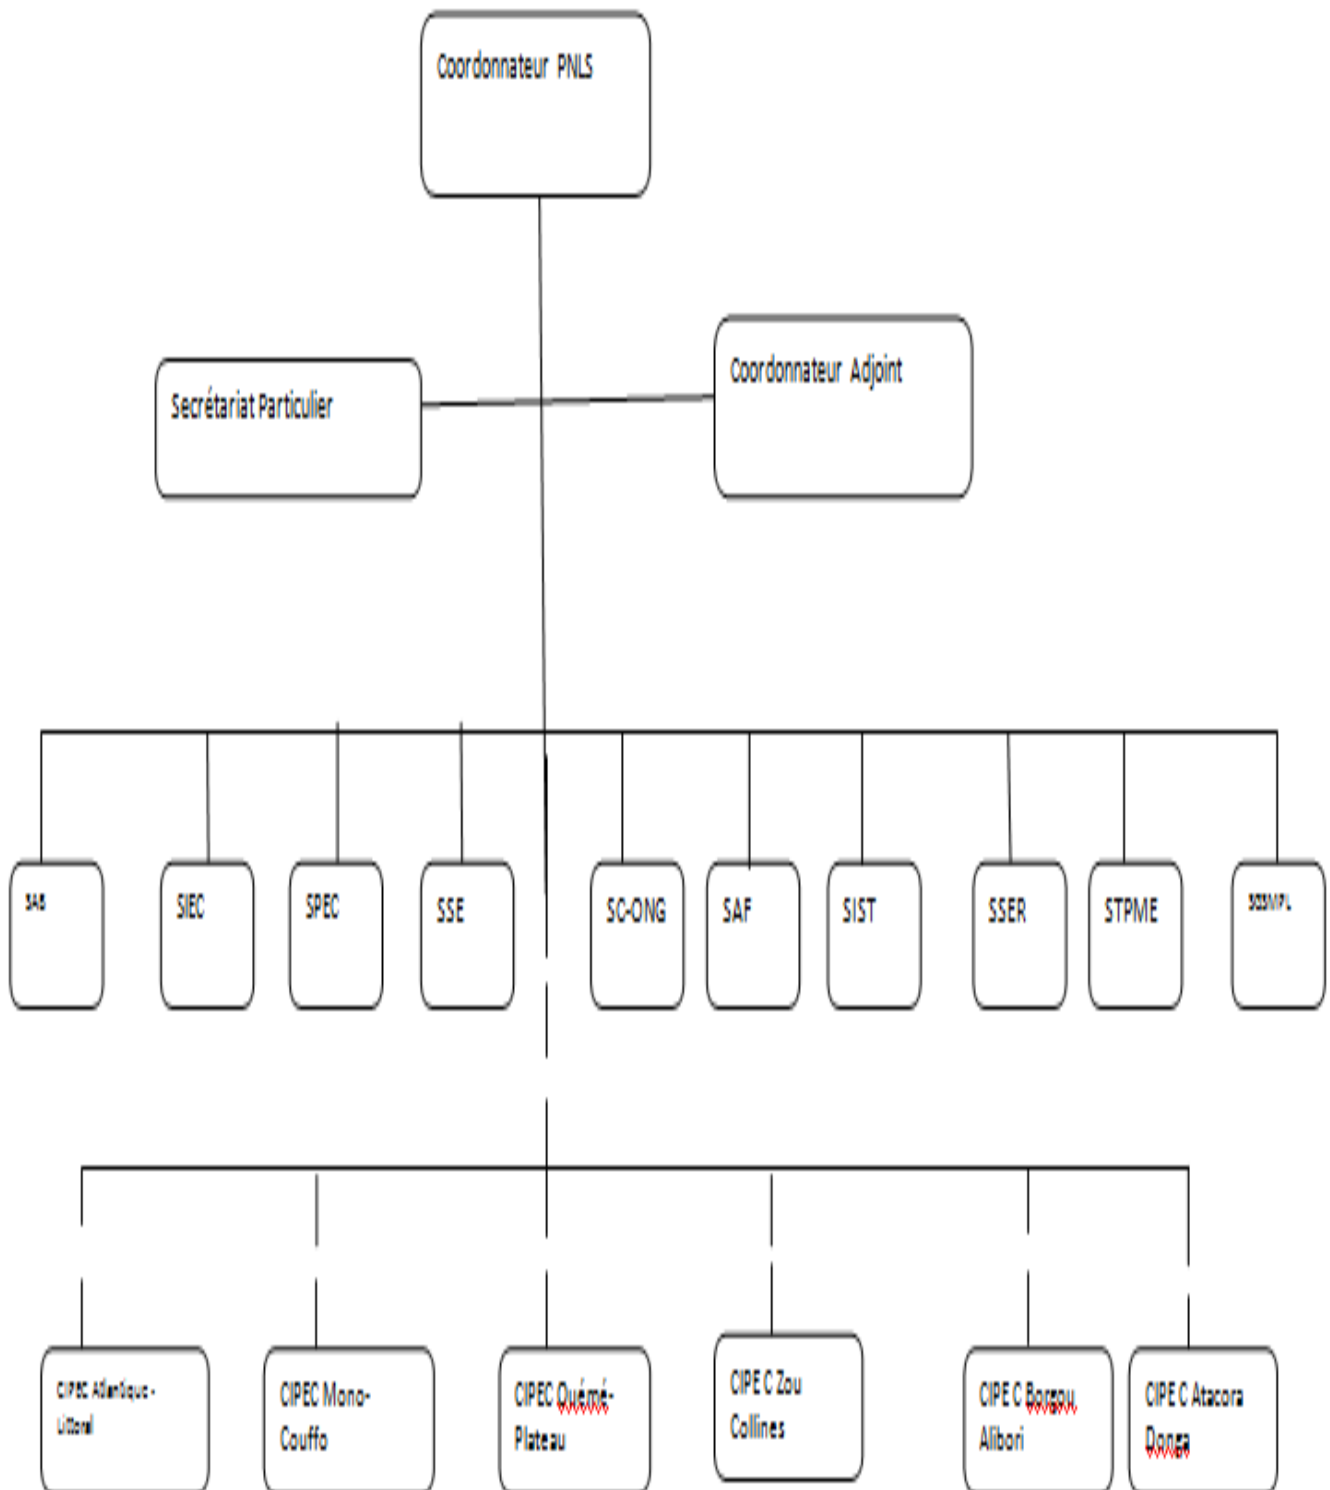 Coordonnateur PNLS
Coordonnateur Adjoint
Secrétariat Particulier
SIEC
SPEC
SSE
SC-ONG
SAF
SIST
SSER
STPME
CIPEC Atlantique -
Littoral
CIPEC Mono-
Couffo
CIPEC Ouémé-
Plateau
CIPE C Zou
Collines
CIPE C Borgou
Alibori
CIPE C Atacora
Donga